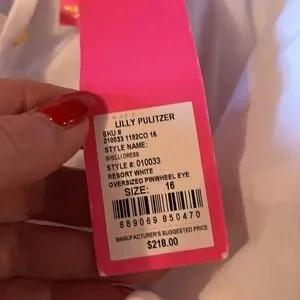 LILLY PULITZER
SKU #
010033 1152CO 16
STYLE NAME:
SHELLI DRESS
STYLE #: 010033
RESORT WHITE
OVERSIZED PINWHEEL EYE
SIZE: 16
889069 850470
MANUFACTURER'S SUGGESTED PRICE
$218.00